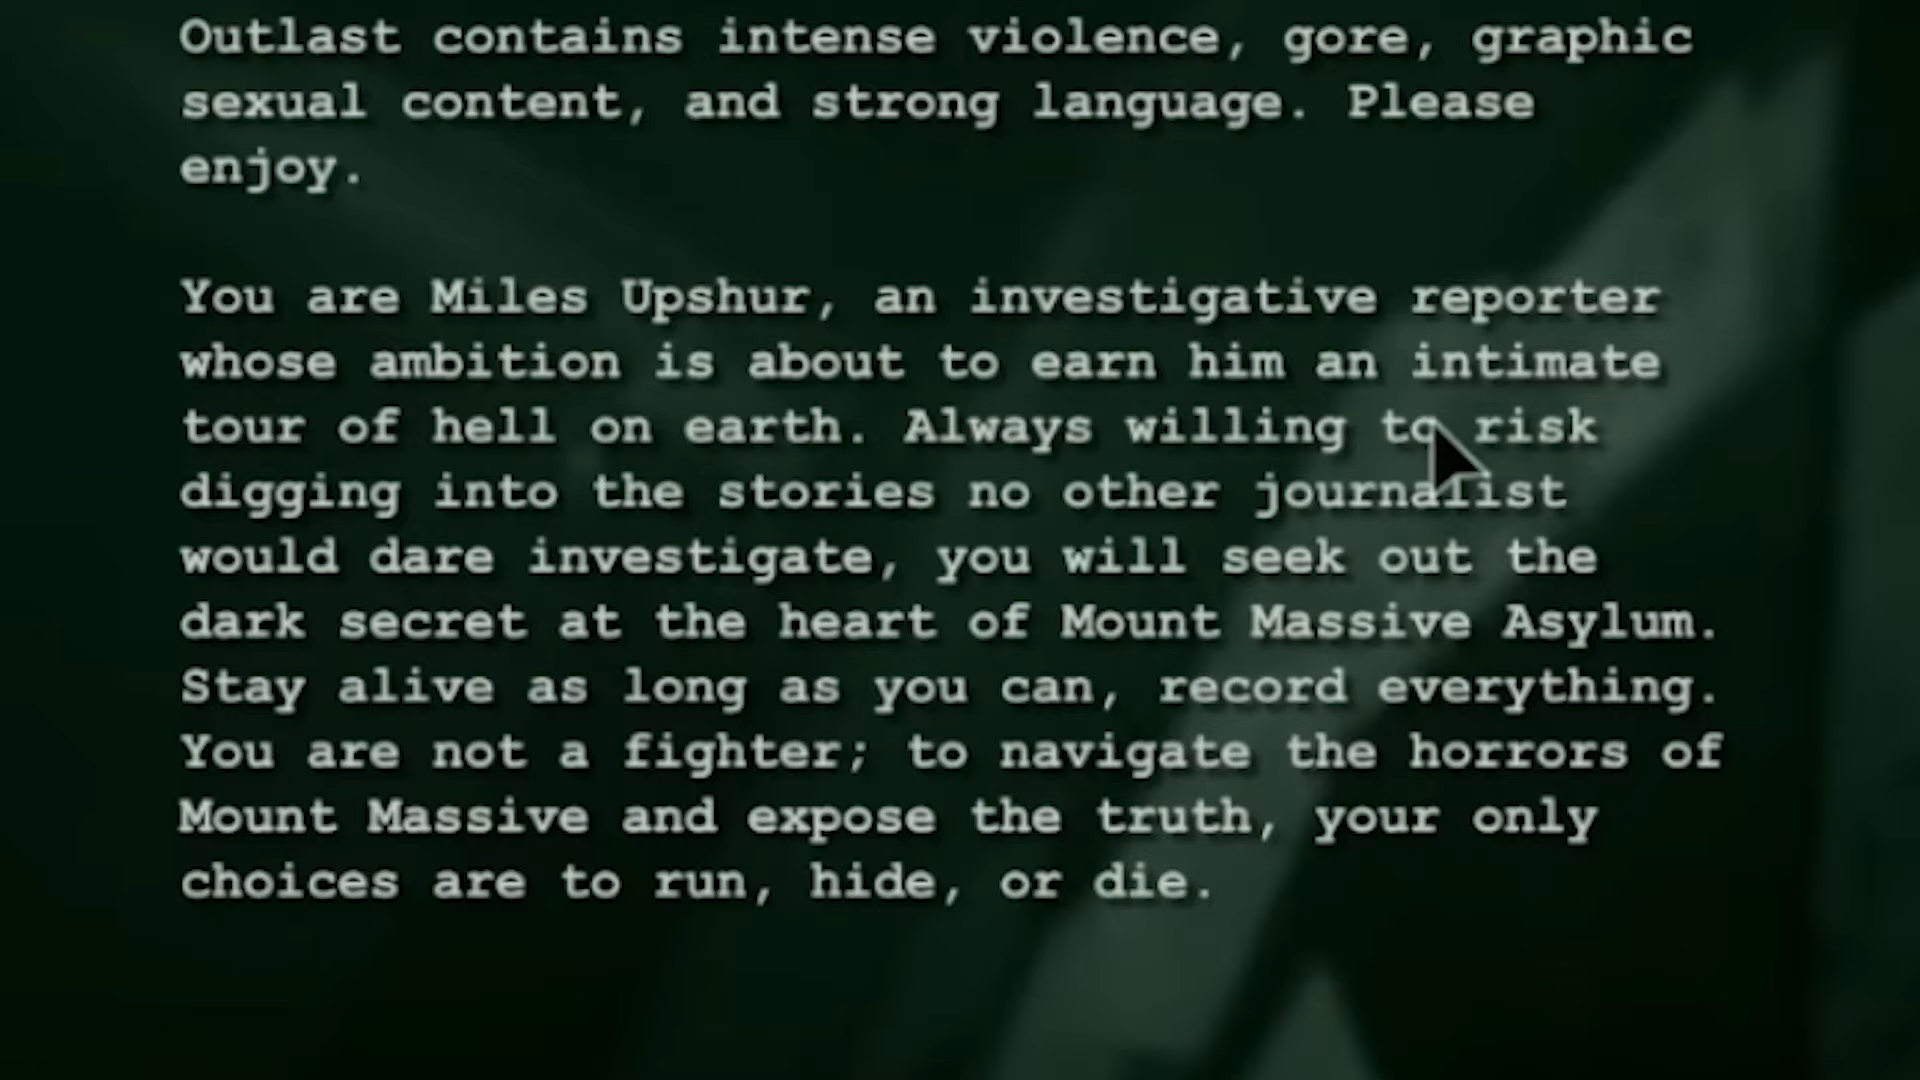 Outlast contains intense violence, gore, graphic
sexual content, and strong language. Please
enjoy.
You are Miles Upshur, an investigative reporter
whose ambition is about to earn him an intimate
tour of hell on earth. Always willing to risk
digging into the stories no other journalist
would dare investigate, you will seek out the
dark secret at the heart of Mount Massive Asylum.
Stay alive as long as you can, record everything.
You are not a fighter; to navigate the horrors of
Mount Massive and expose the truth, your only
choices are to run, hide, or die.